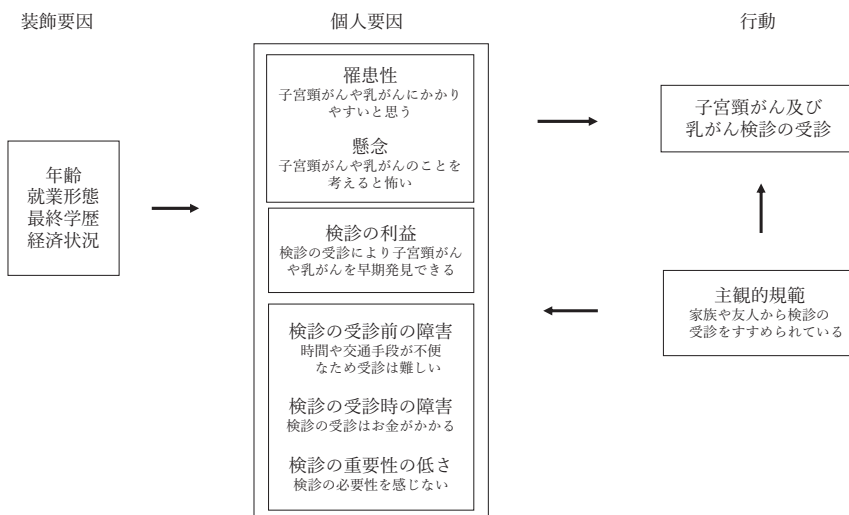 装飾要因
個人要因
行動
年齢
就業形態
最終学歴
経済状況
罹患性
子宮頸がんや乳がんにかかり
やすいと思う
懸念
子宮頸がんや乳がんのことを
考えると怖い
検診の利益
検診の受診により子宮頸がん
や乳がんを早期発見できる
検診の受診前の障害
時間や交通手段が不便
なため受診は難しい
検診の受診時の障害
検診の受診はお金がかかる
検診の重要性の低さ
検診の必要性を感じない
子宮頸がん及び
乳がん検診の受診
主観的規範
家族や友人から検診の
受診をすすめられている